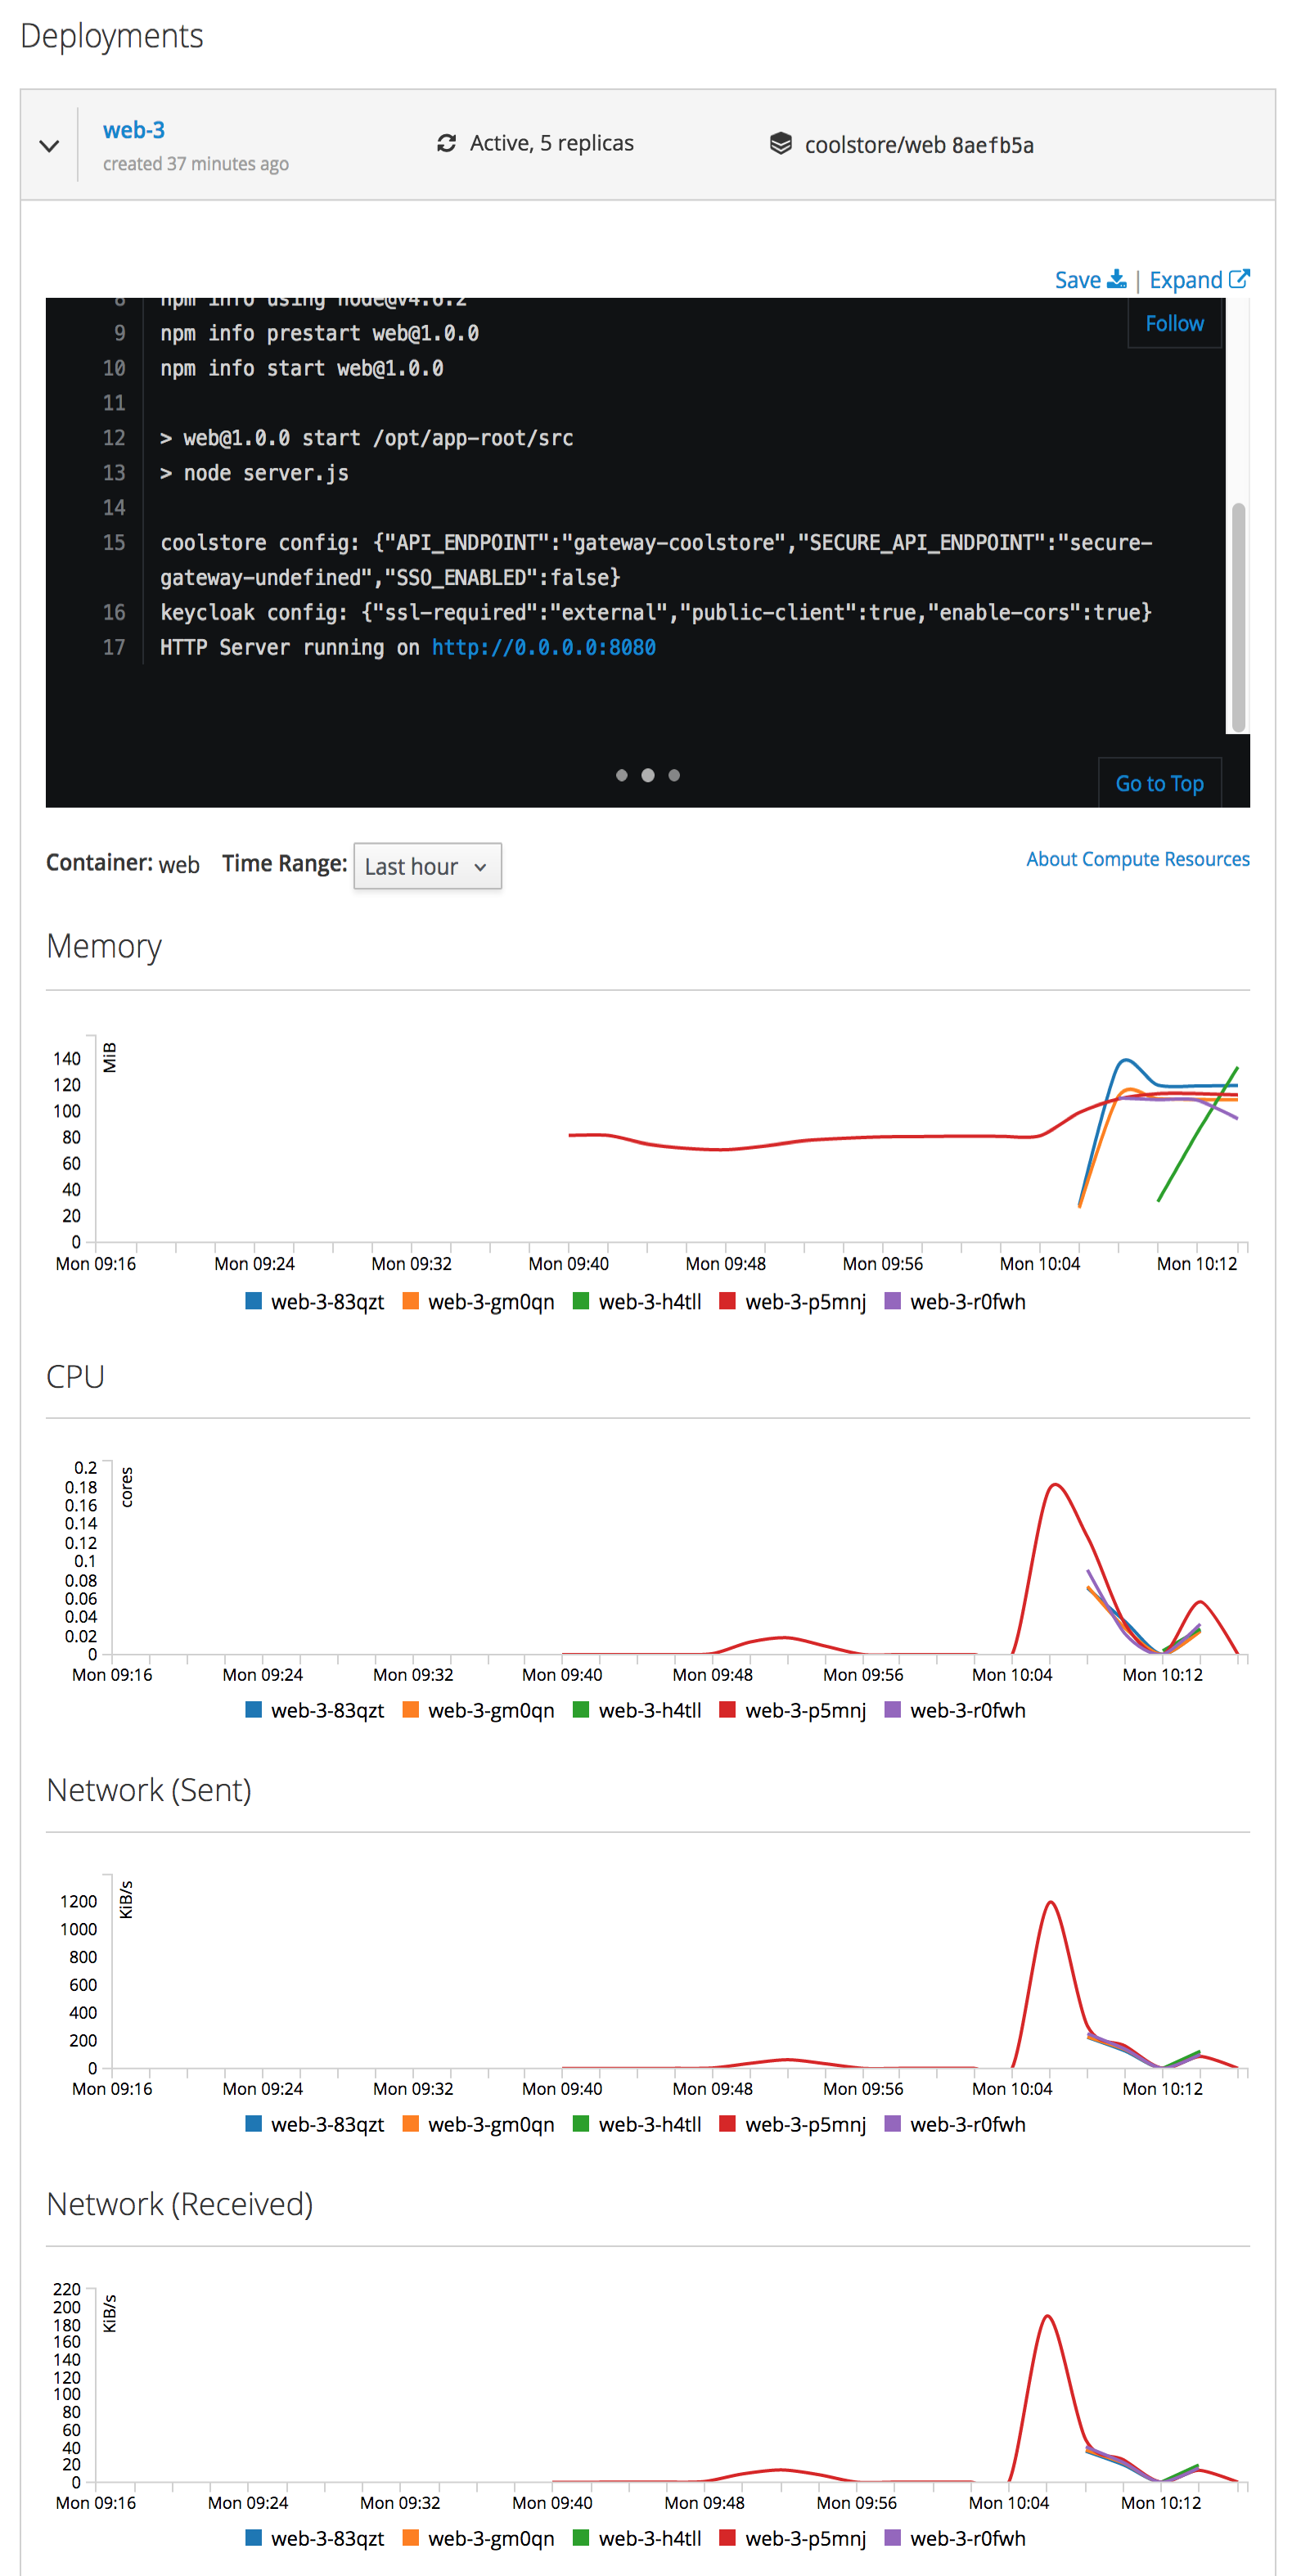 Deployments
web-3
created 37 minutes ago
Active, 5 replicas
coolstore/web 8aefb5a
Save | Expand
8 npm info using node@v4.6.2
Follow
9 npm info prestart web@1.0.0
10 npm info start web@1.0.0
11
12 > web@1.0.0 start /opt/app-root/src
13 > node server.js
14
15 coolstore config: {"API_ENDPOINT":"gateway-coolstore","SECURE_API_ENDPOINT":"secure-
gateway-undefined","SSO_ENABLED":false}
16 keycloak config: {"ssl-required":"external","public-client":true,"enable-cors":true}
17 HTTP Server running on http://0.0.0.0:8080
Go to Top
Container: web Time Range: Last hour About Compute Resources
Memory
MiB
140
120
100
80
60
40
20
0
Mon 09:16 Mon 09:24 Mon 09:32 Mon 09:40 Mon 09:48 Mon 09:56 Mon 10:04 Mon 10:12
web-3-83qzt web-3-gm0qn web-3-h4tll web-3-p5mnj web-3-r0fwh
CPU
cores
0.2
0.18
0.16
0.14
0.12
0.1
0.08
0.06
0.04
0.02
0
Mon 09:16 Mon 09:24 Mon 09:32 Mon 09:40 Mon 09:48 Mon 09:56 Mon 10:04 Mon 10:12
web-3-83qzt web-3-gm0qn web-3-h4tll web-3-p5mnj web-3-r0fwh
Network (Sent)
KiB/s
1200
1000
800
600
400
200
0
Mon 09:16 Mon 09:24 Mon 09:32 Mon 09:40 Mon 09:48 Mon 09:56 Mon 10:04 Mon 10:12
web-3-83qzt web-3-gm0qn web-3-h4tll web-3-p5mnj web-3-r0fwh
Network (Received)
KiB/s
220
200
180
160
140
120
100
80
60
40
20
0
Mon 09:16 Mon 09:24 Mon 09:32 Mon 09:40 Mon 09:48 Mon 09:56 Mon 10:04 Mon 10:12
web-3-83qzt web-3-gm0qn web-3-h4tll web-3-p5mnj web-3-r0fwh